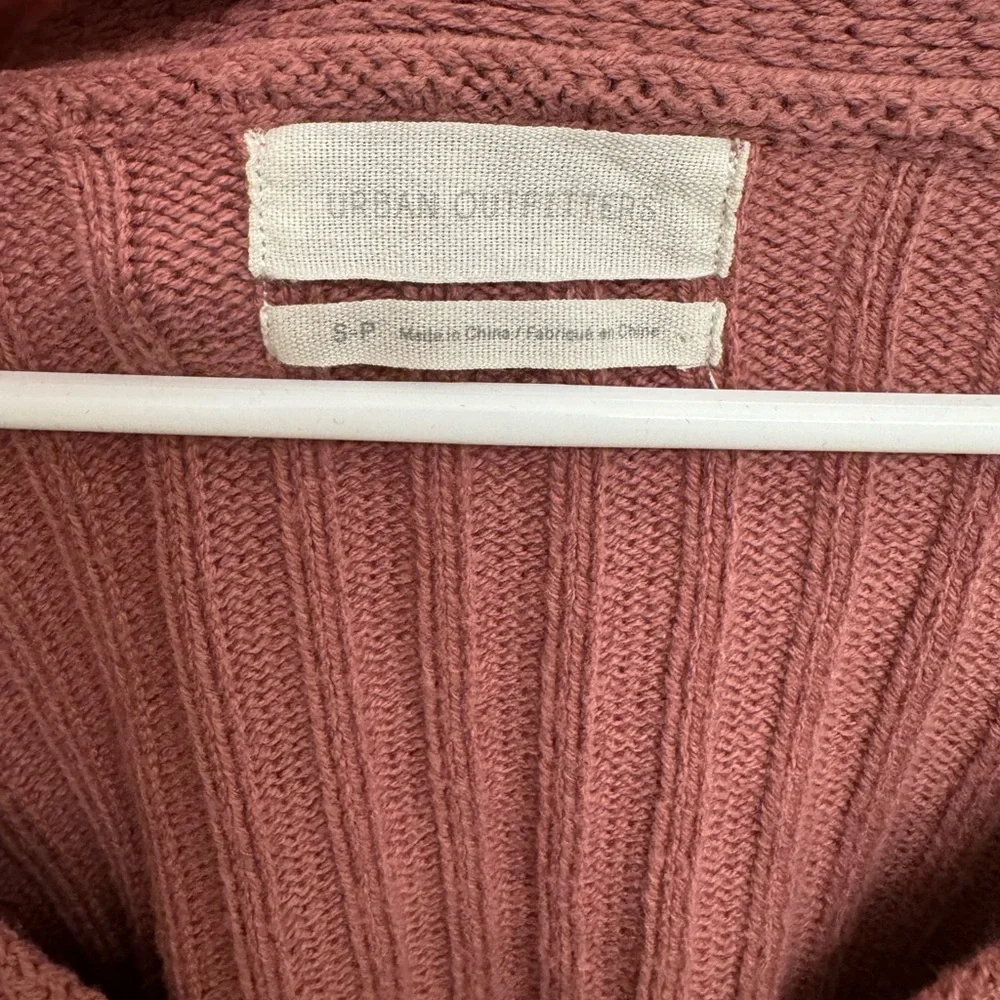 URBAN OUTFITTERS
S-P Made in China / Fabriqué en Chine